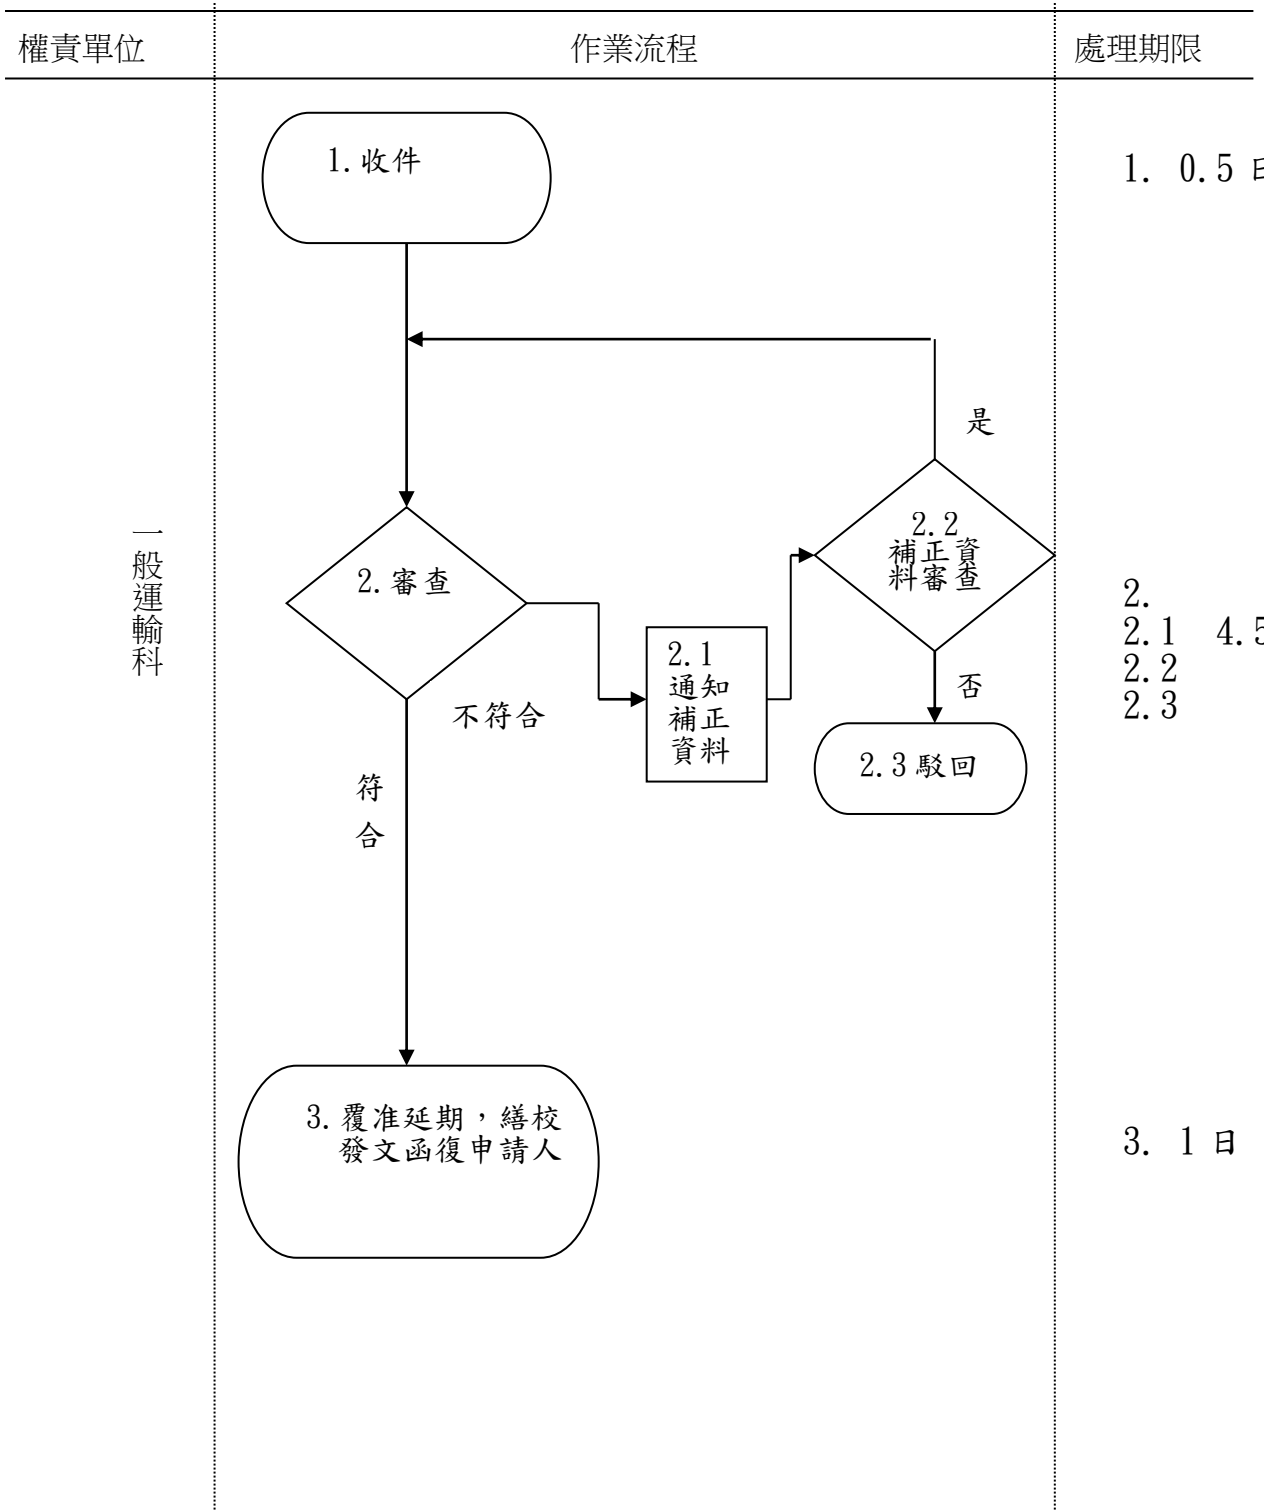 權責單位
作業流程
處理期限
1.收件
1. 0.5 日
是
2.2
補正資
料審查
2.審查
一般運輸科
2.
2.1 4.5
2.2
2.3
2.1
通知
補正
資料
不符合
否
2.3駁回
符
合
3.覆准延期，繕校
發文函復申請人
3. 1 日